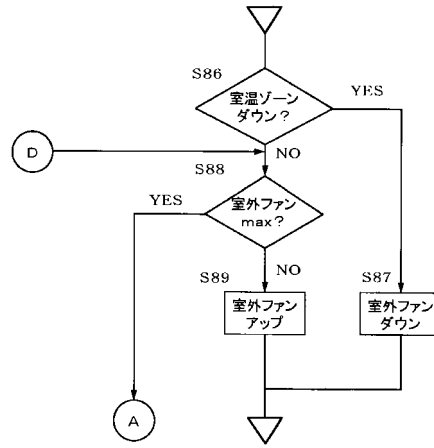 S86
室温ゾーン
ダウン?
YES
D
NO
S88
YES
室外ファン
max?
NO
S89
室外ファン
アップ
S87
室外ファン
ダウン
A